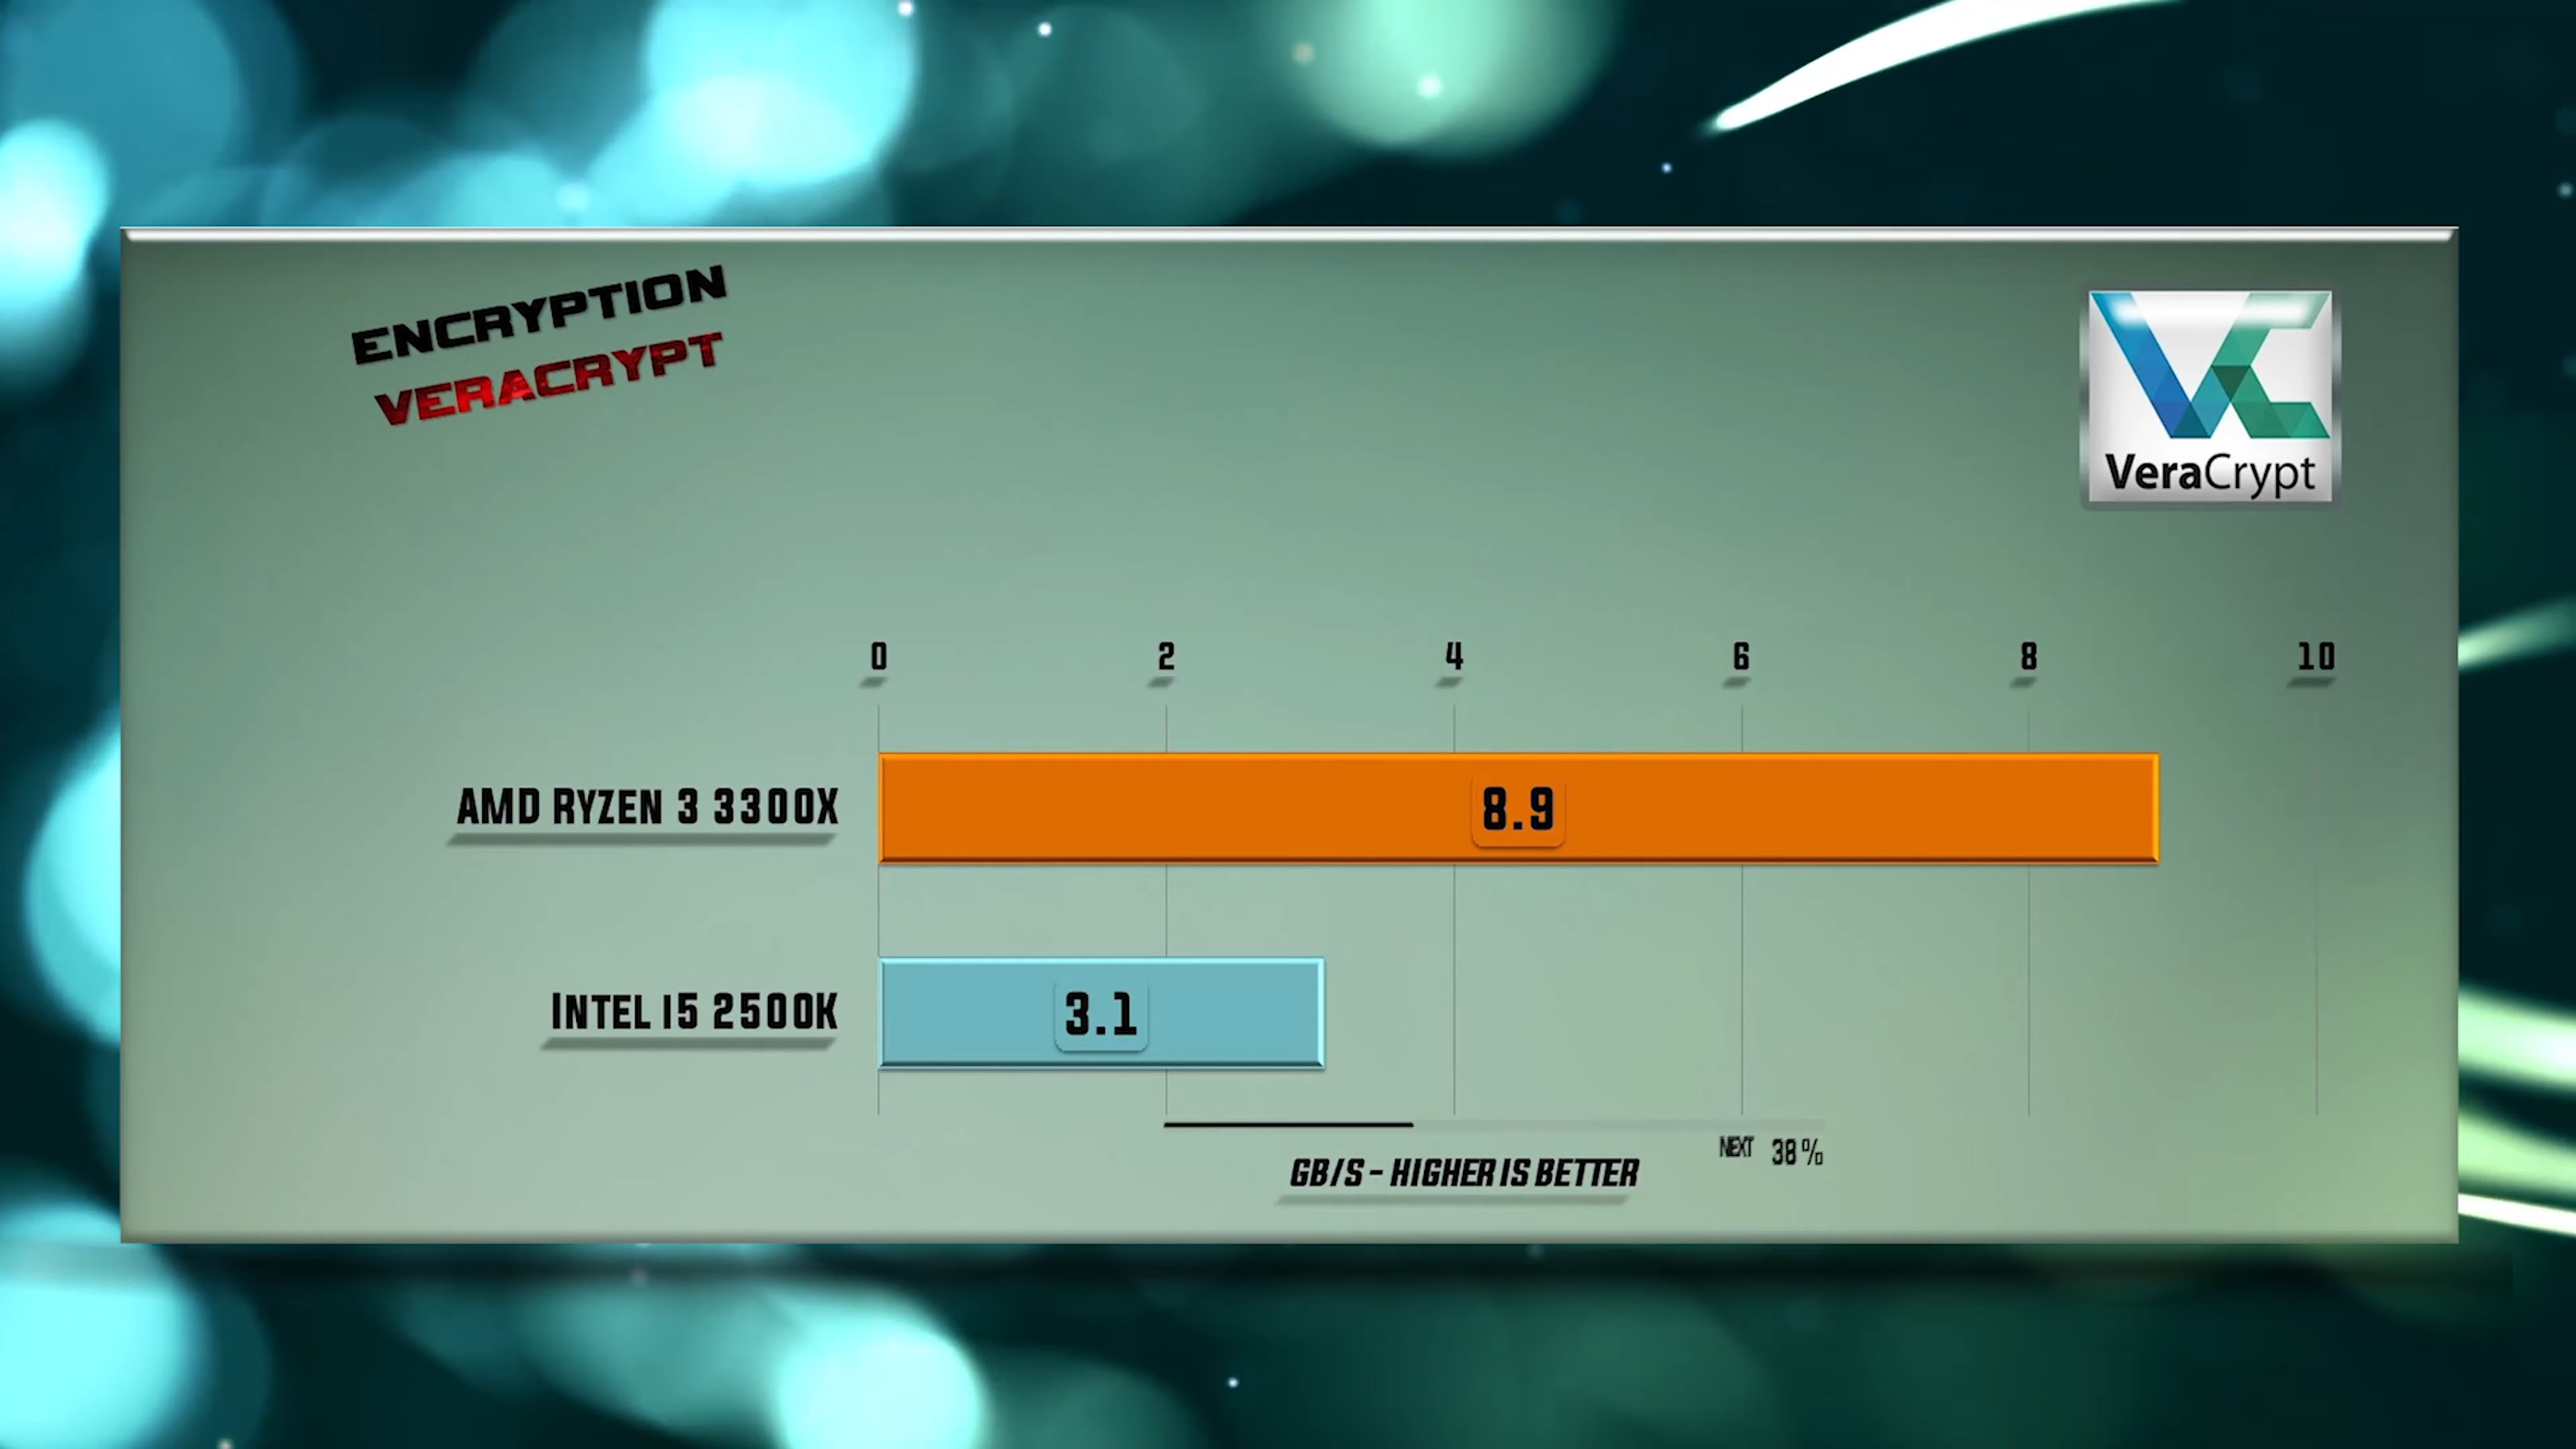 ENCRYPTION
VERACRYPT
VeraCrypt
0 2 4 6 8 10
AMD RYZEN 3 3300X 8.9
INTEL I5 2500K 3.1
NEXT 38%
GB/S - HIGHER IS BETTER